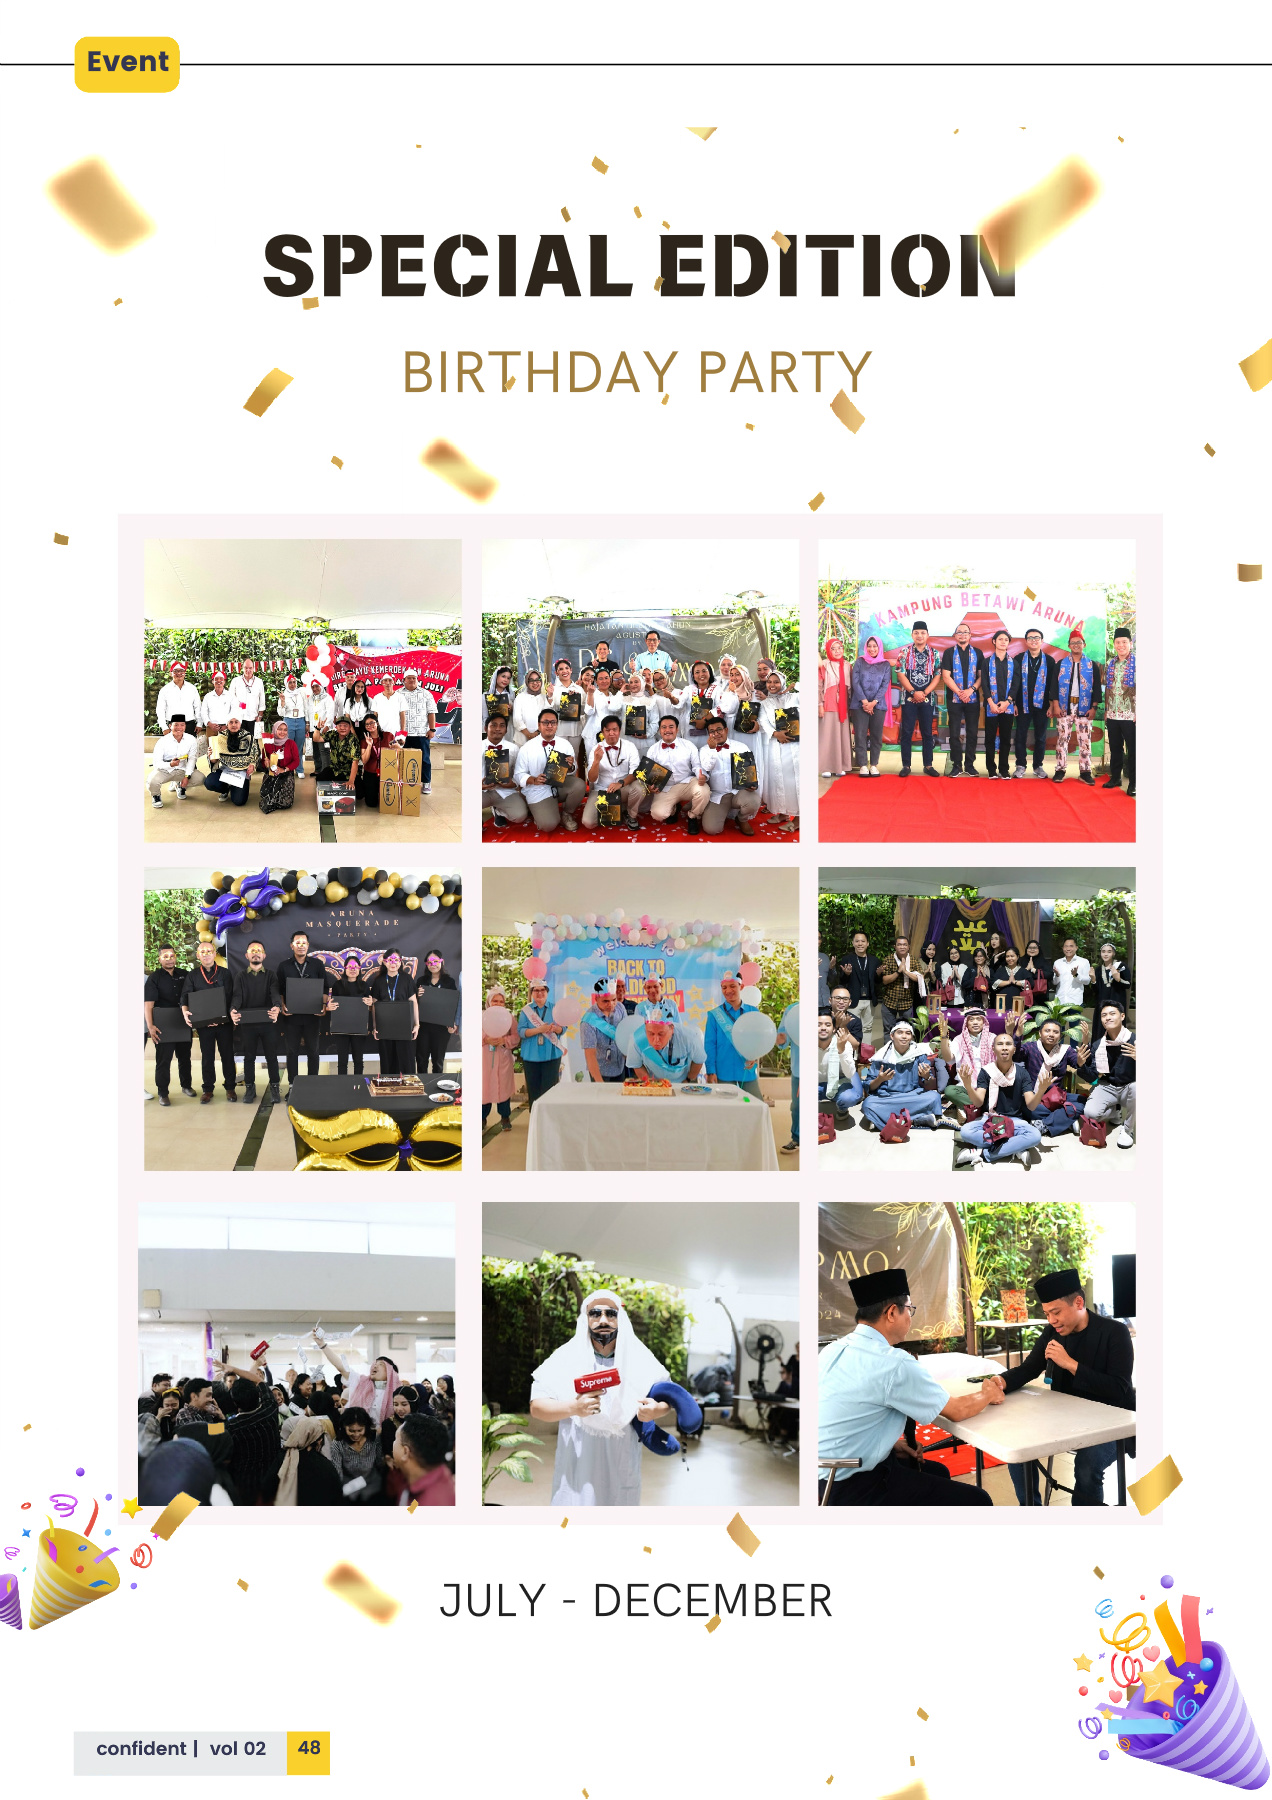 Event
SPECIAL EDITION
BIRTHDAY PARTY
KAMPUNG BETAWI ARUNA
ARUNA
MASQUERADE
PARTY
BACK TO
Supreme
JULY - DECEMBER
confident | vol 02 48